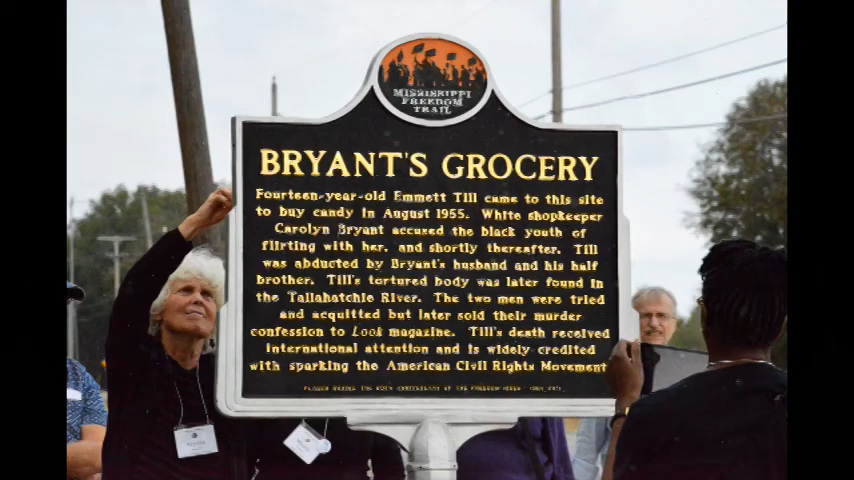 MISSISSIPPI
FREEDOM
TRAIL
BRYANT'S GROCERY
Fourteen-year-old Emmett Till came to this site
to buy candy in August 1955. White shopkeeper
Carolyn Bryant accused the black youth of
flirting with her, and shortly thereafter, Till
was abducted by Bryant's husband and his half
brother. Till's tortured body was later found in
the Tallahatchie River. The two men were tried
and acquitted but later sold their murder
confession to Look magazine. Till's death received
international attention and is widely credited
with sparking the American Civil Rights Movement